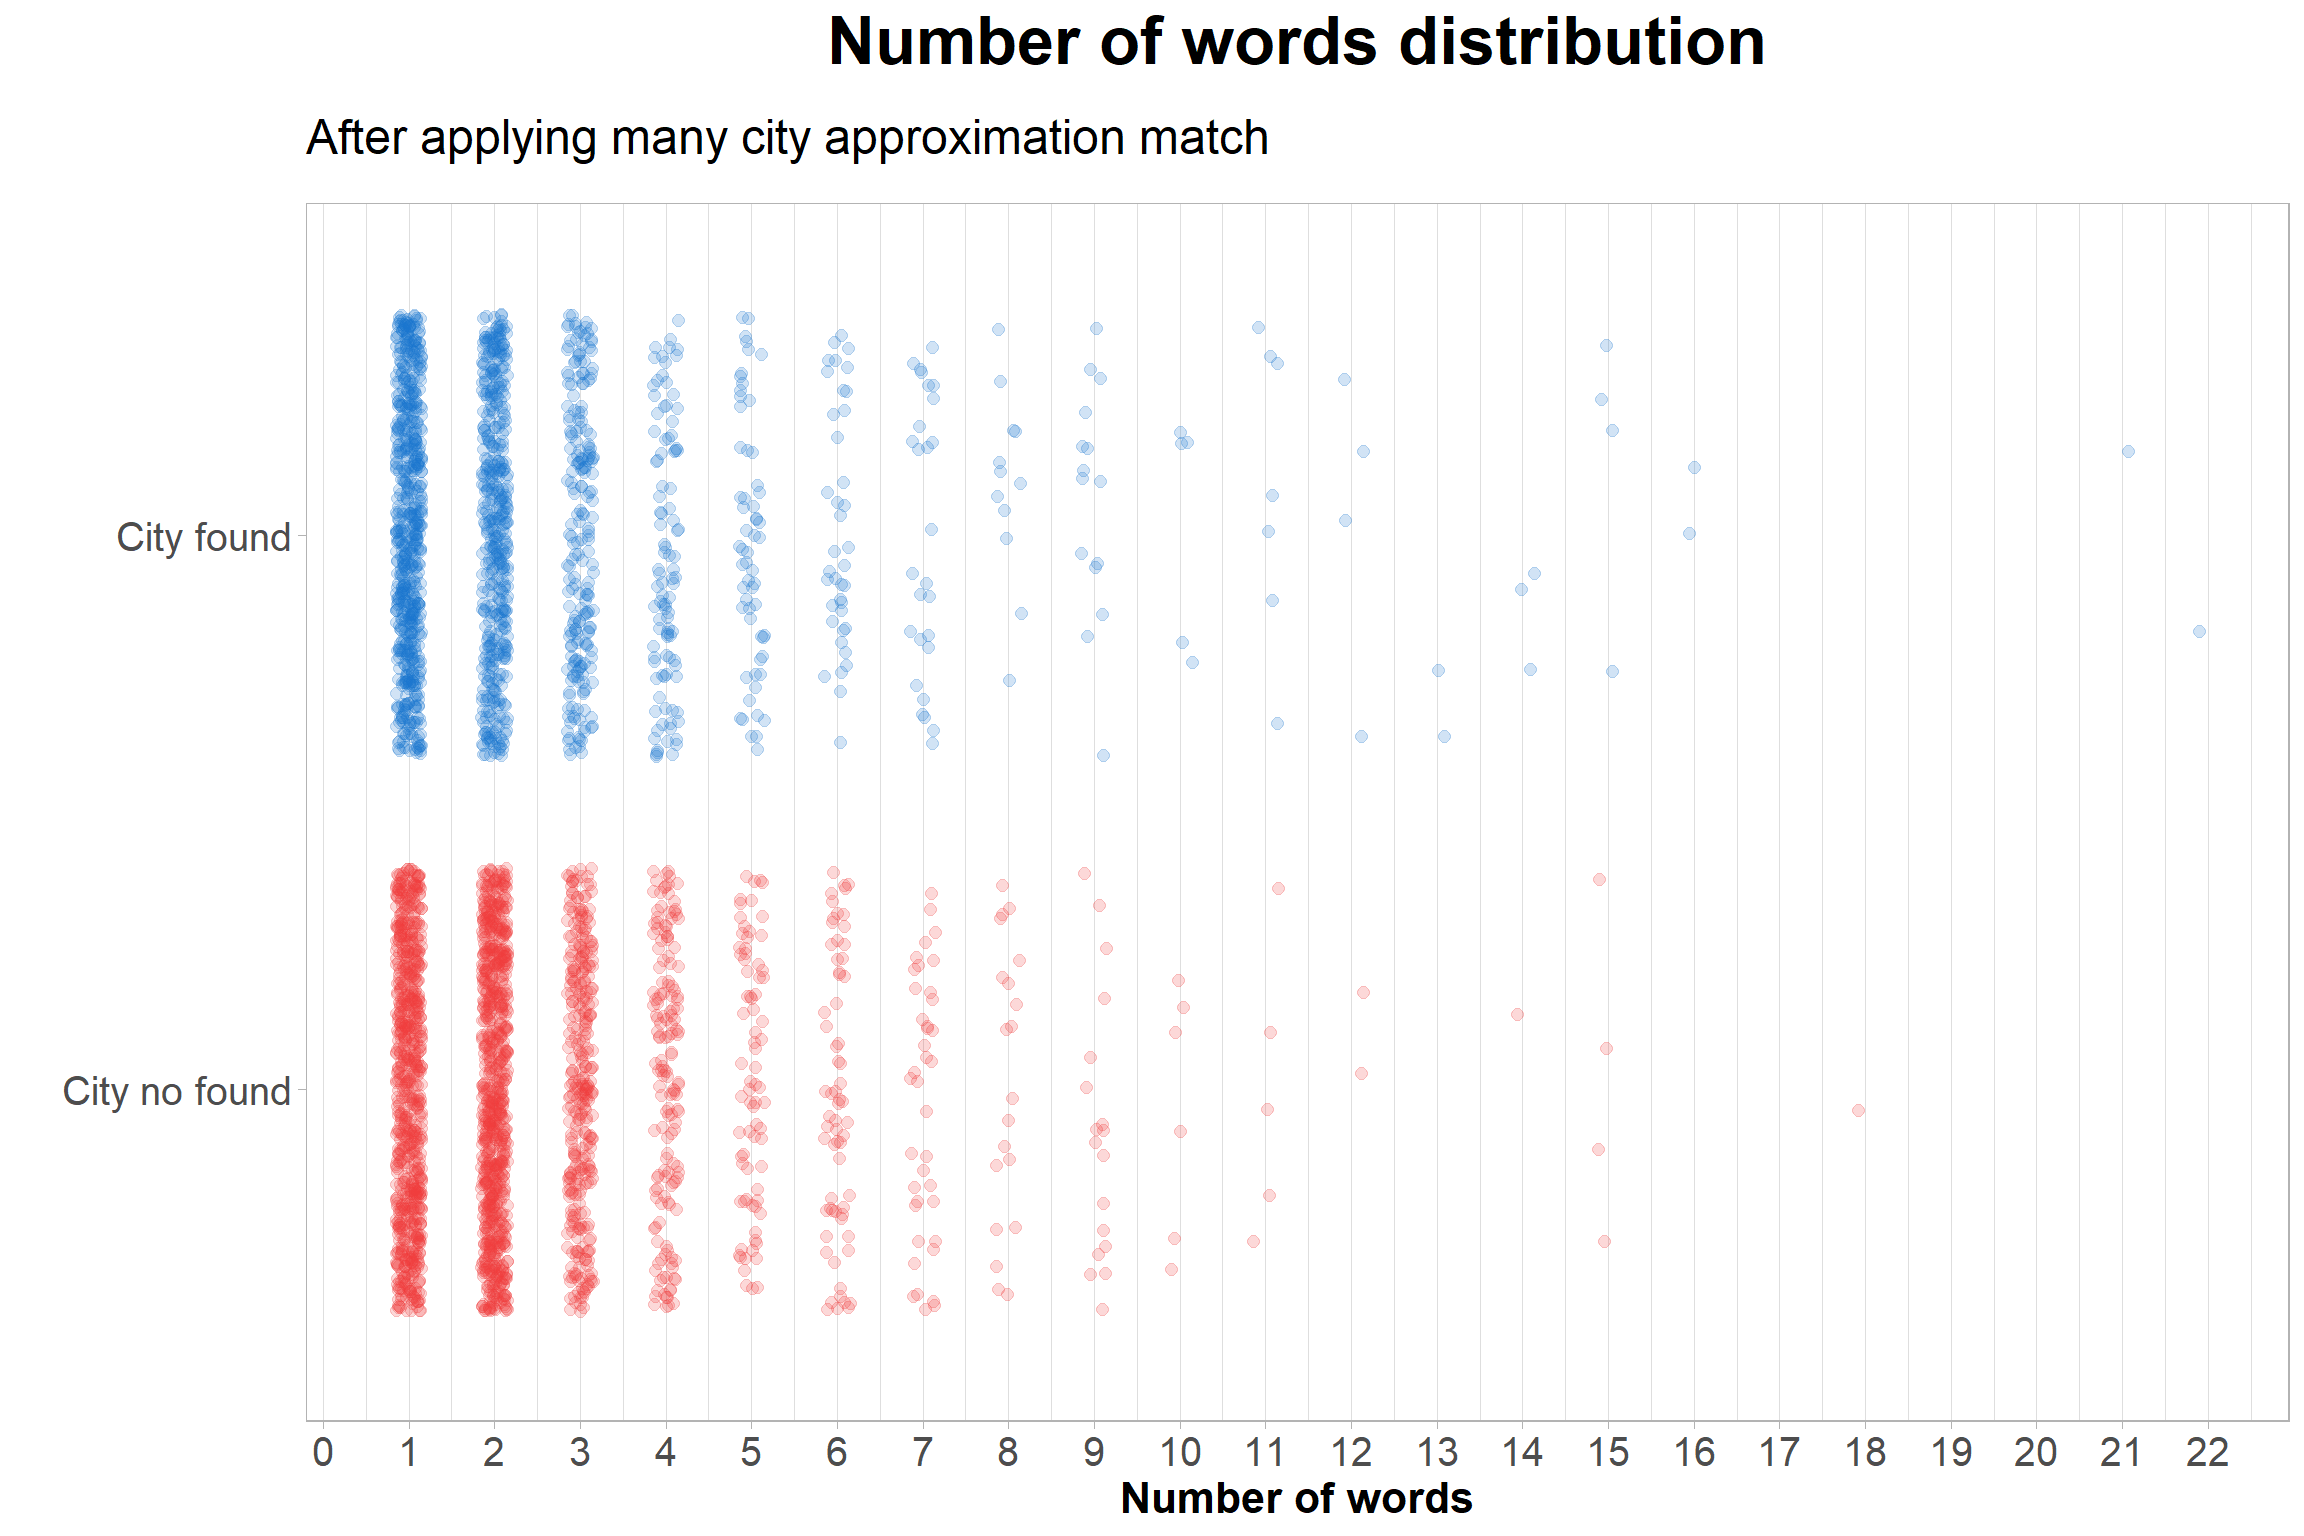 Number of words distribution
After applying many city approximation match
City found
City no found
0 1 2 3 4 5 6 7 8 9 10 11 12 13 14 15 16 17 18 19 20 21 22
Number of words